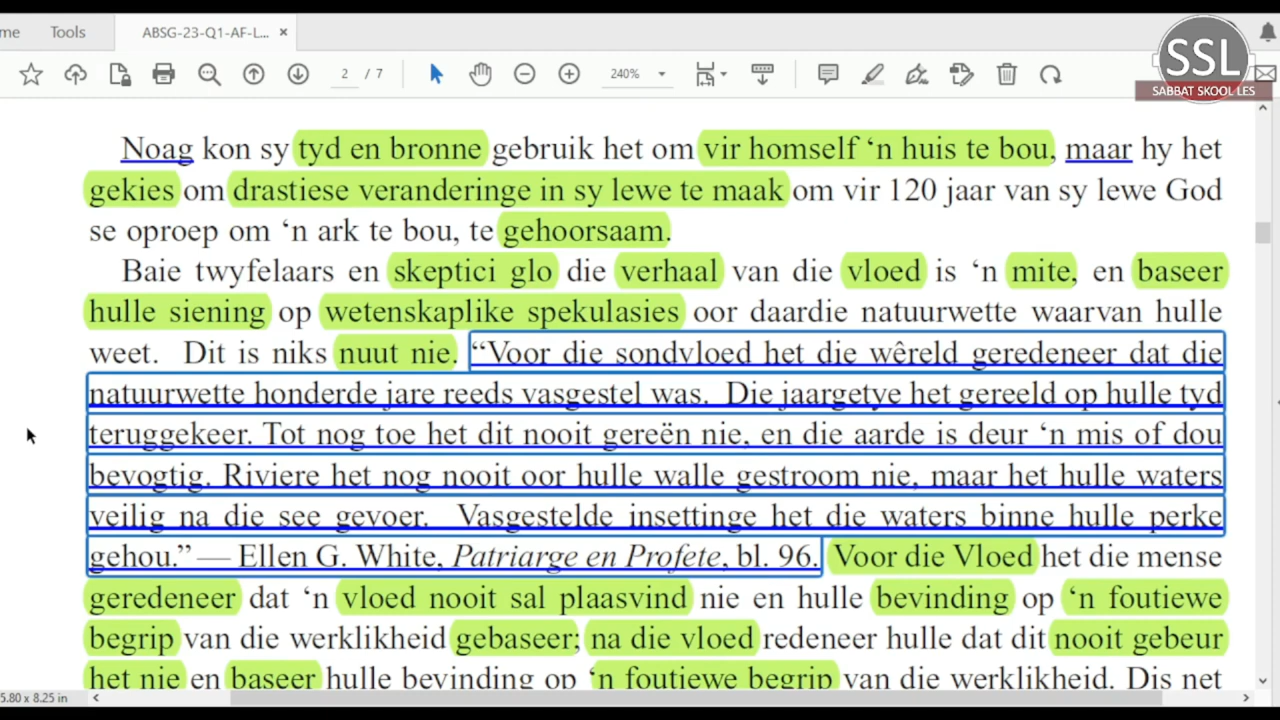 me Tools ABSG-23-Q1-AF-L... ×
2 / 7 240%
SSL
SABBAT SKOOL LES
Noag kon sy tyd en bronne gebruik het om vir homself ‘n huis te bou, maar hy het
gekies om drastiese veranderinge in sy lewe te maak om vir 120 jaar van sy lewe God
se oproep om ‘n ark te bou, te gehoorsaam.
Baie twyfelaars en skeptici glo die verhaal van die vloed is ‘n mite, en baseer
hulle siening op wetenskaplike spekulasies oor daardie natuurwette waarvan hulle
weet. Dit is niks nuut nie. “Voor die sondvloed het die wêreld geredeneer dat die
natuurwette honderde jare reeds vasgestel was. Die jaargetye het gereeld op hulle tyd
teruggekeer. Tot nog toe het dit nooit gereën nie, en die aarde is deur ‘n mis of dou
bevogtig. Riviere het nog nooit oor hulle walle gestroom nie, maar het hulle waters
veilig na die see gevoer. Vasgestelde insettinge het die waters binne hulle perke
gehou.” — Ellen G. White, Patriarge en Profete, bl. 96. Voor die Vloed het die mense
geredeneer dat ‘n vloed nooit sal plaasvind nie en hulle bevinding op ‘n foutiewe
begrip van die werklikheid gebaseer; na die vloed redeneer hulle dat dit nooit gebeur
het nie en baseer hulle bevinding op ‘n foutiewe begrip van die werklikheid. Dis net
5.80 x 8.25 in